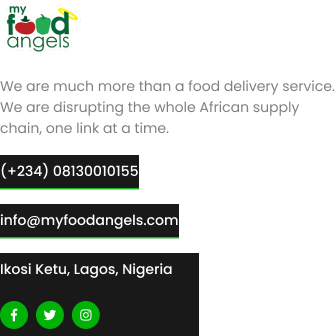 my
food
angels
We are much more than a food delivery service.
We are disrupting the whole African supply
chain, one link at a time.
(+234) 08130010155
info@myfoodangels.com
Ikosi Ketu, Lagos, Nigeria